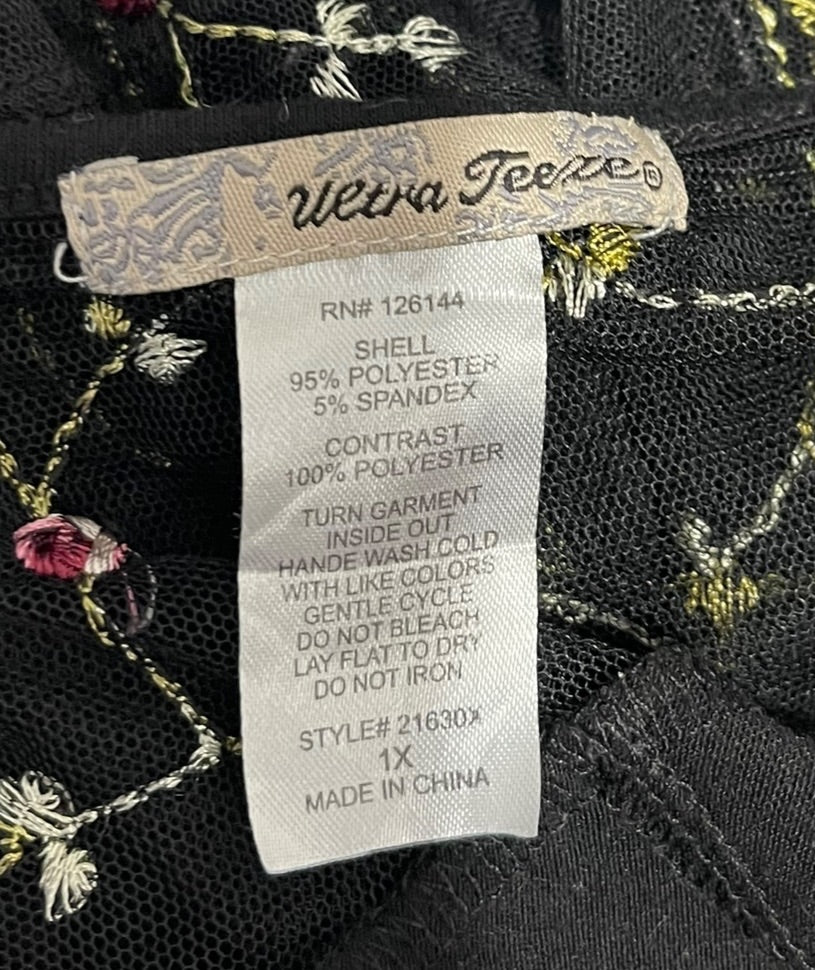 Ultra Teeze®
RN# 126144
SHELL
95% POLYESTER
5% SPANDEX
CONTRAST
100% POLYESTER
TURN GARMENT
INSIDE OUT
HANDE WASH COLD
WITH LIKE COLORS
GENTLE CYCLE
DO NOT BLEACH
LAY FLAT TO DRY
DO NOT IRON
STYLE# 21630X
1X
MADE IN CHINA